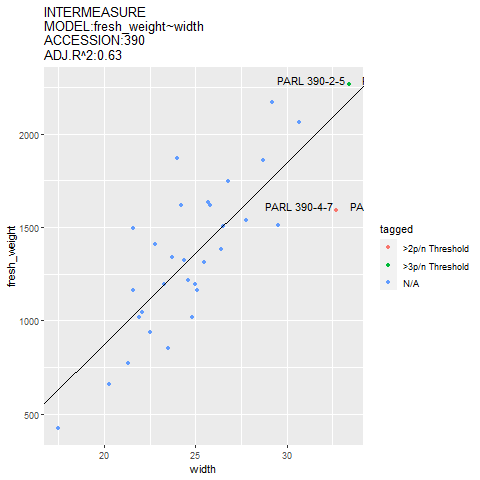 INTERMEASURE
MODEL:fresh_weight~width
ACCESSION:390
ADJ.R^2:0.63
PARL 390-2-5
2000
PARL 390-4-7 PA
1500
tagged
>2p/n Threshold
>3p/n Threshold
N/A
fresh_weight
1000
500
20 25 30
width